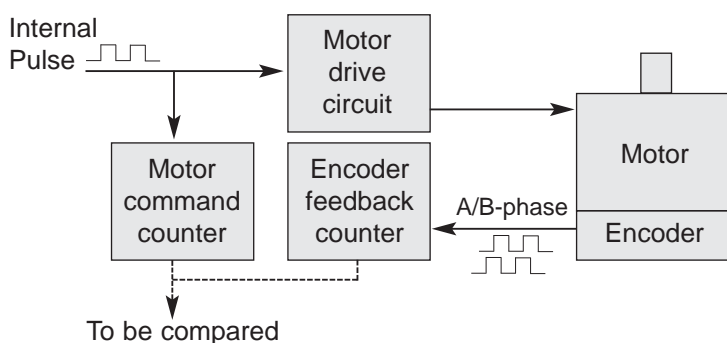 Internal
Pulse
Motor
drive
circuit
Motor
command
counter
Encoder
feedback
counter
A/B-phase
Motor
Encoder
To be compared